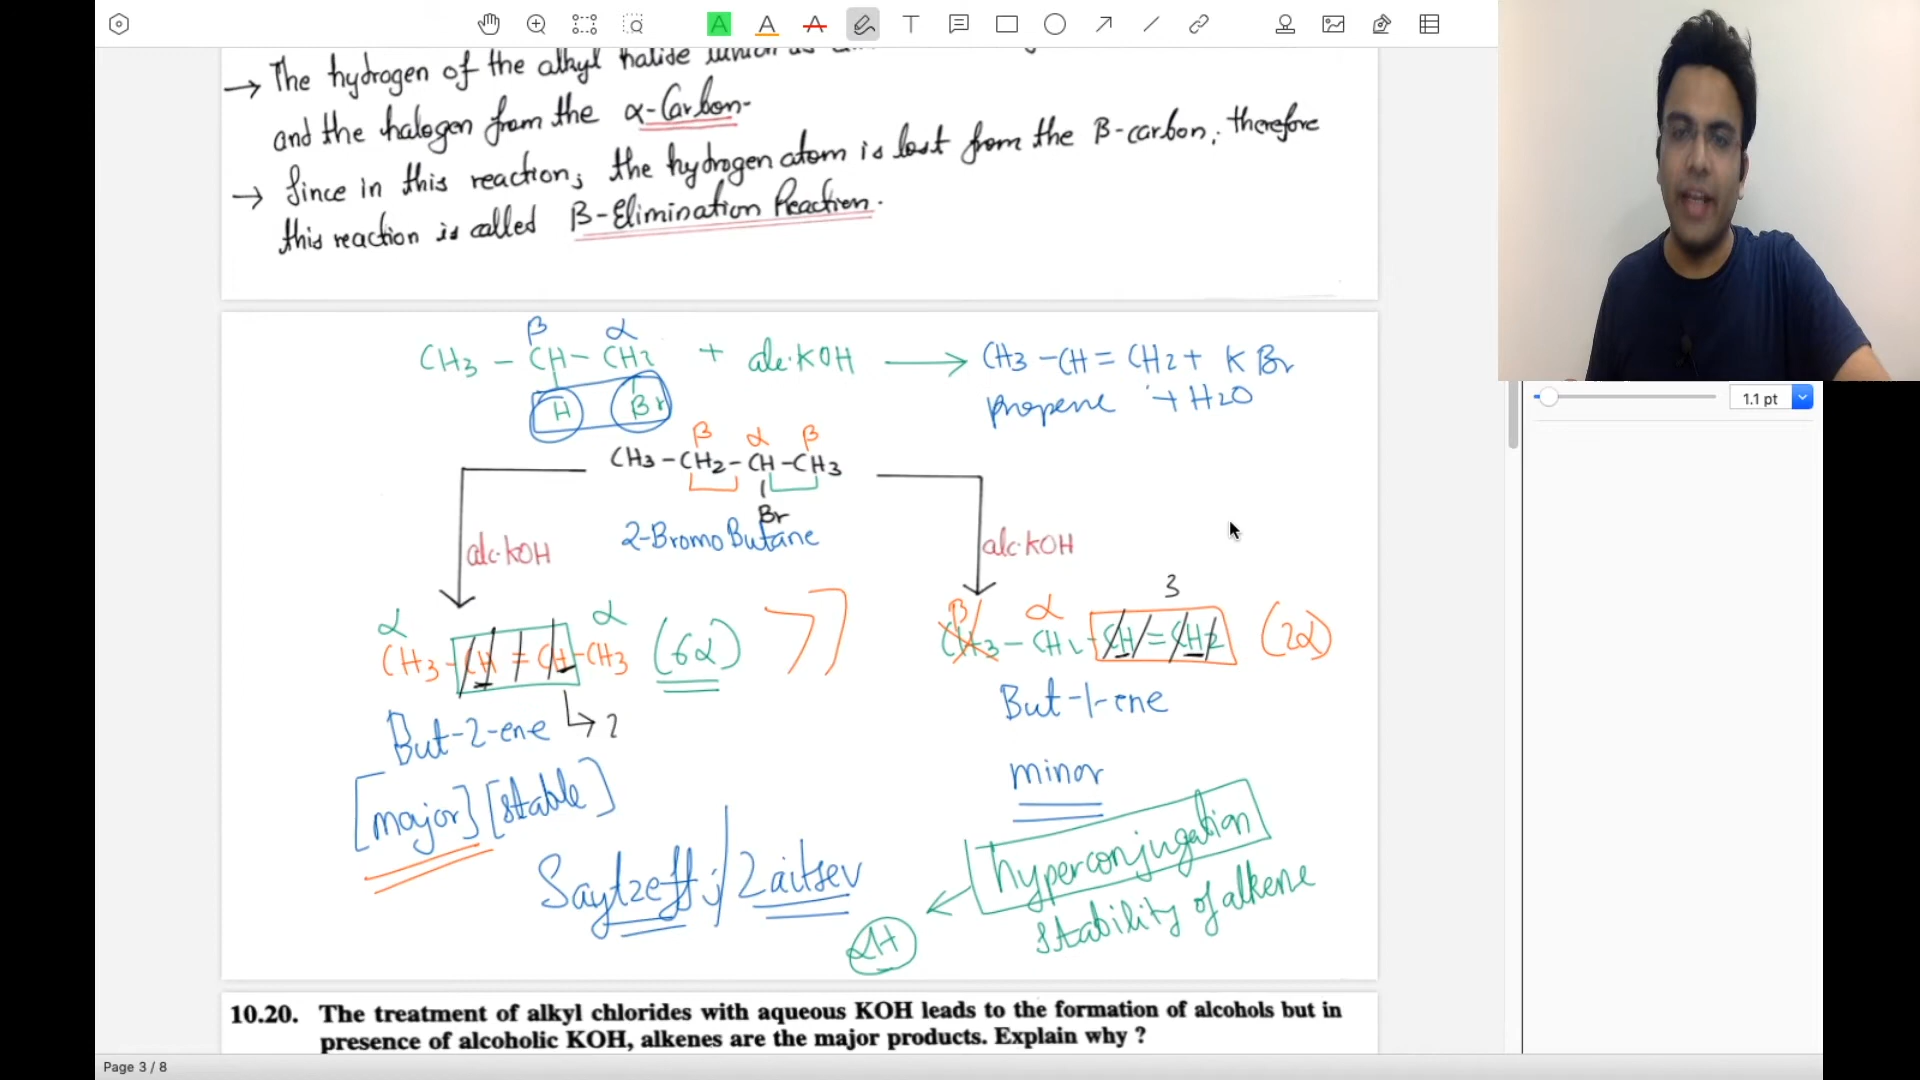 → The hydrogen of the alkyl halide which is
and the halogen from the α-Carbon-
→ Since in this reaction, the hydrogen atom is lost from the β-carbon, therefore
this reaction is called β-Elimination Reaction.
β α
CH3 - CH - CH2 + alc.KOH → CH3 - CH = CH2 + KBr
H Br propene + H2O
β α β
CH3 - CH2 - CH - CH3
Br
2-BromoButane
alc.KOH alc.KOH
α α (6α) >>
CH3 - CH = CH - CH3
3
β α (2α)
CH3 - CH2 - CH = CH2
But-2-ene → 2
But-1-ene
[major] [stable]
minor
Saytzeff / Zaitsev
hyperconjugation
stability of alkene
αH
10.20. The treatment of alkyl chlorides with aqueous KOH leads to the formation of alcohols but in
presence of alcoholic KOH, alkenes are the major products. Explain why ?
Page 3 / 8
1.1 pt
A A A T